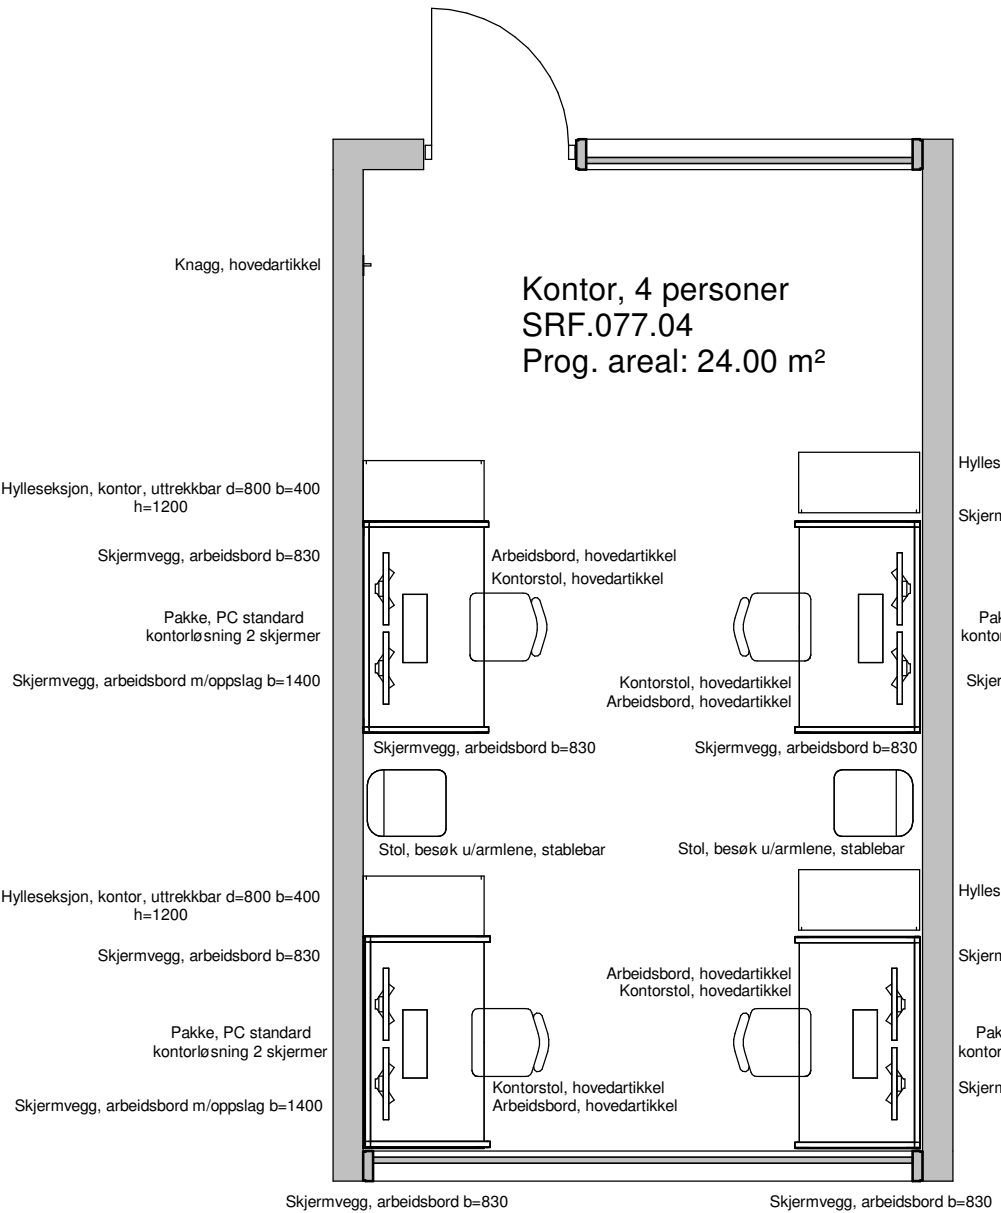 Knagg, hovedartikkel
Kontor, 4 personer
SRF.077.04
Prog. areal: 24.00 m²
Hylleseksjon, kontor, uttrekkbar d=800 b=400
h=1200
Skjermvegg, arbeidsbord b=830
Arbeidsbord, hovedartikkel
Kontorstol, hovedartikkel
Pakke, PC standard
kontorløsning 2 skjermer
Skjermvegg, arbeidsbord m/oppslag b=1400
Kontorstol, hovedartikkel
Arbeidsbord, hovedartikkel
Skjermvegg, arbeidsbord b=830
Skjermvegg, arbeidsbord b=830
Stol, besøk u/armlene, stablebar
Stol, besøk u/armlene, stablebar
Hylleseksjon, kontor, uttrekkbar d=800 b=400
h=1200
Skjermvegg, arbeidsbord b=830
Arbeidsbord, hovedartikkel
Kontorstol, hovedartikkel
Pakke, PC standard
kontorløsning 2 skjermer
Skjermvegg, arbeidsbord m/oppslag b=1400
Kontorstol, hovedartikkel
Arbeidsbord, hovedartikkel
Skjermvegg, arbeidsbord b=830
Skjermvegg, arbeidsbord b=830